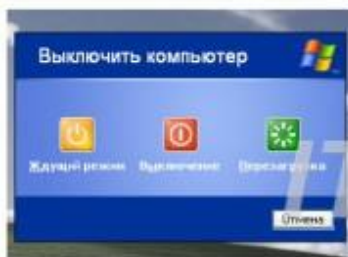 Выключить компьютер
Ждущий режим Выключение Перезагрузка
Отмена